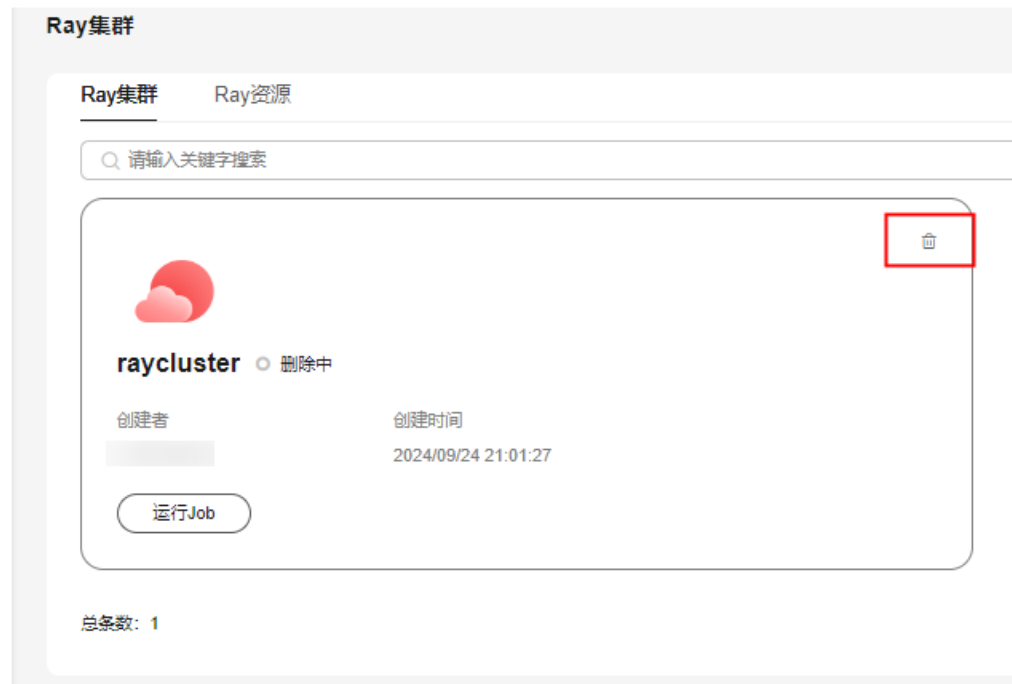 Ray集群
Ray集群 Ray资源
请输入关键字搜索
raycluster 删除中
创建者 创建时间
2024/09/24 21:01:27
运行Job
总条数：1